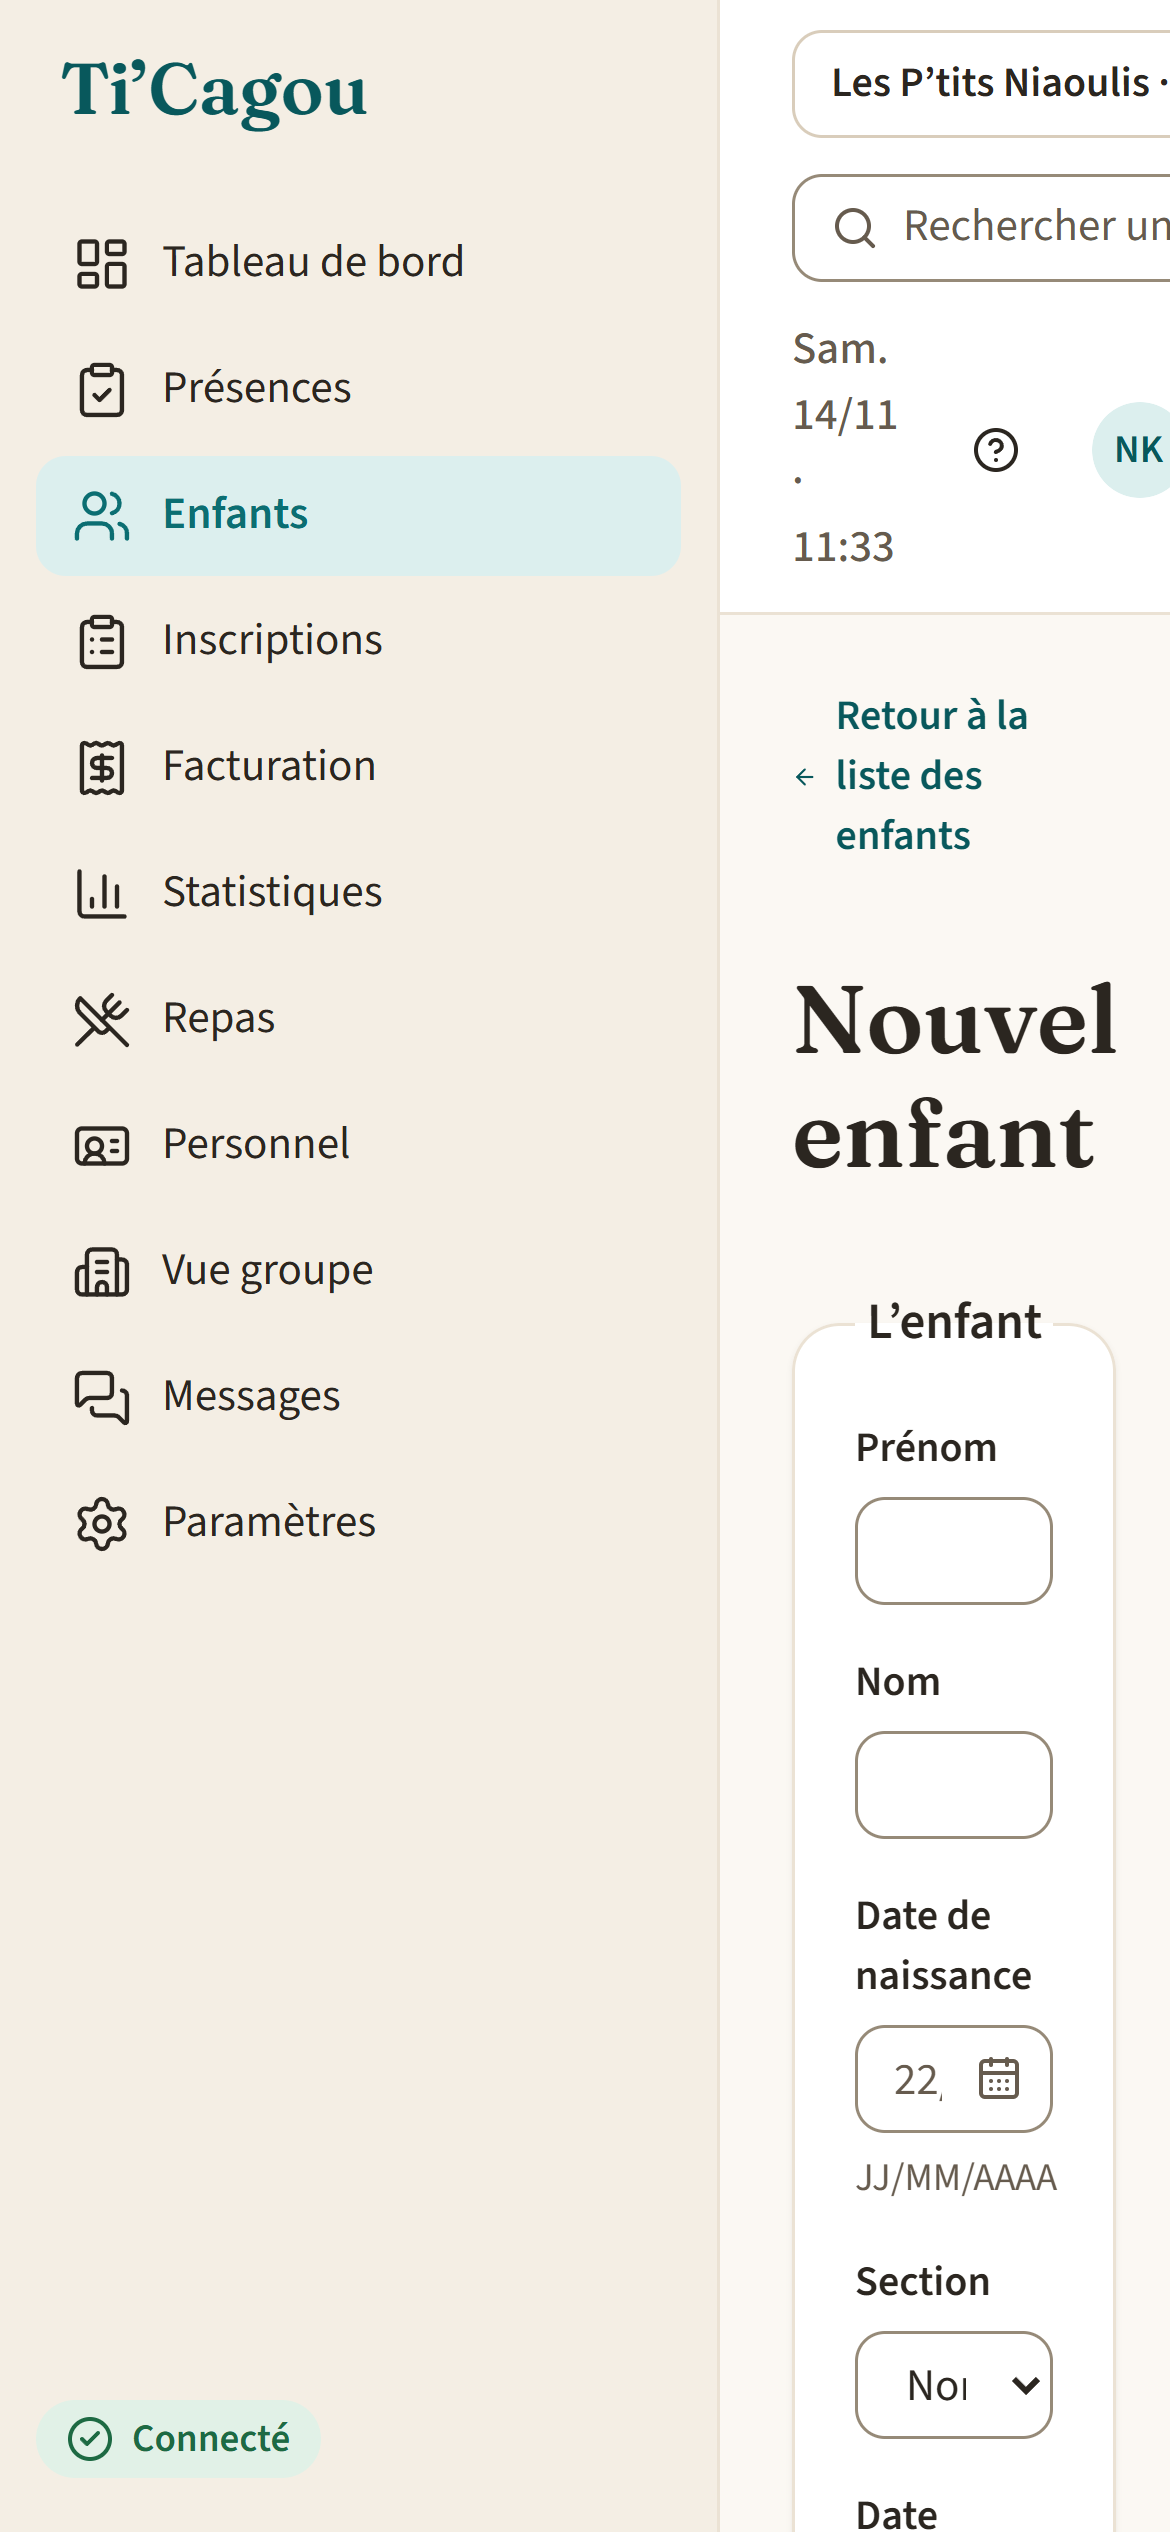 Ti’Cagou
Tableau de bord
Présences
Enfants
Inscriptions
Facturation
Statistiques
Repas
Personnel
Vue groupe
Messages
Paramètres
Connecté
Les P’tits Niaoulis ·
Rechercher un
Sam.
14/11
·
11:33
NK
Retour à la
liste des
enfants
Nouvel
enfant
L’enfant
Prénom
Nom
Date de
naissance
22/
JJ/MM/AAAA
Section
Date